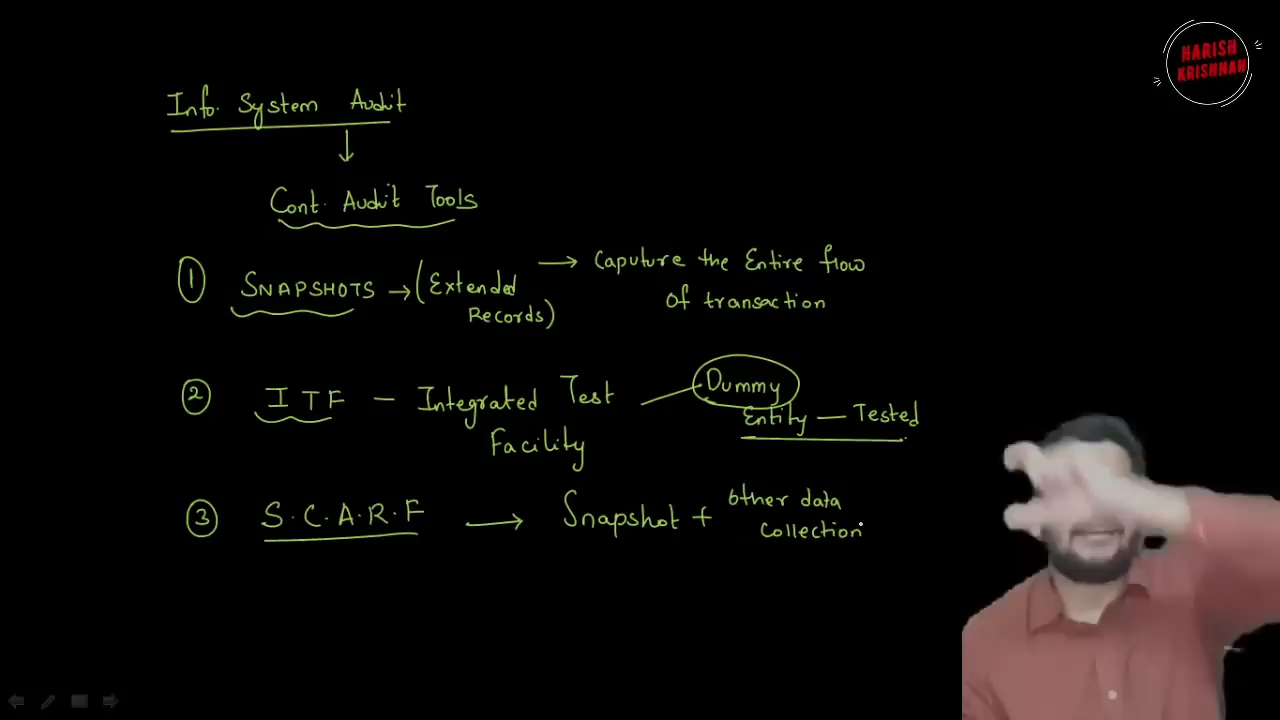 HARISH
KRISHNAN
Info. System Audit
Cont. Audit Tools
① SNAPSHOTS → (Extended Records) → Caputure the Entire flow of transaction
② ITF – Integrated Test Facility Dummy Entity — Tested
③ S.C.A.R.F → Snapshot + other data collection